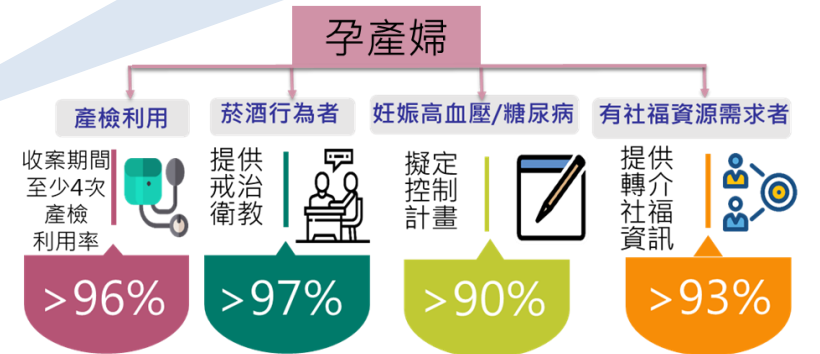 孕產婦
產檢利用
收案期間
至少4次
產檢
利用率
>96%
菸酒行為者
提供
戒治
衛教
>97%
妊娠高血壓/糖尿病
擬定
控制
計畫
>90%
有社福資源需求者
提供
轉介
社福
資訊
>93%